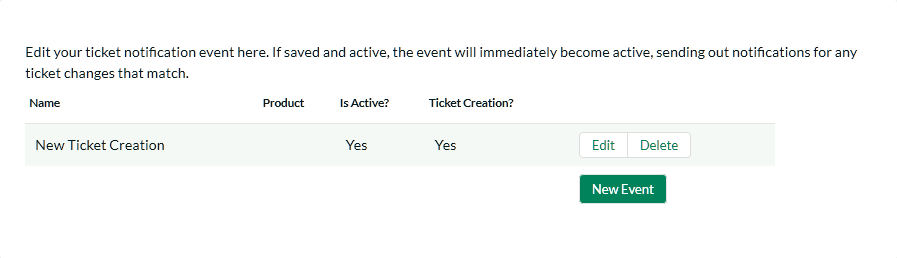 Edit your ticket notification event here. If saved and active, the event will immediately become active, sending out notifications for any
ticket changes that match.
Name Product Is Active? Ticket Creation?
New Ticket Creation Yes Yes Edit Delete
New Event